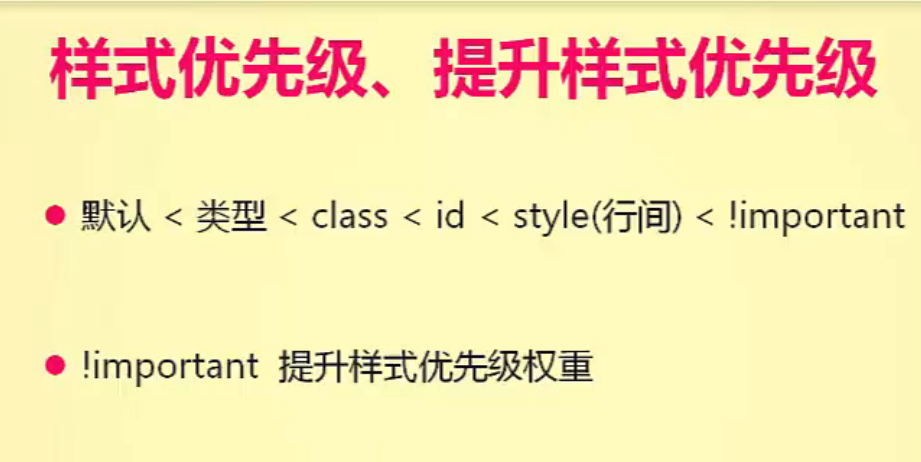 样式优先级、提升样式优先级
默认 < 类型 < class < id < style(行间) < !important
!important 提升样式优先级权重